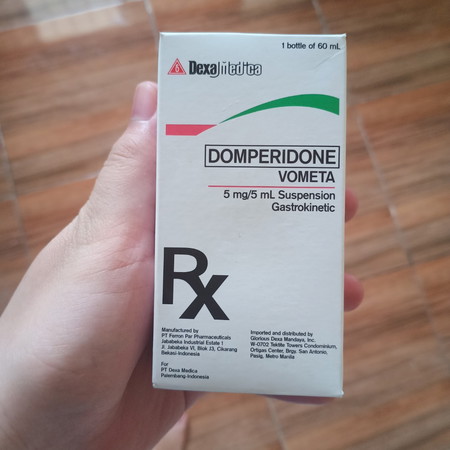 1 bottle of 60 mL
Dexa Medica
DOMPERIDONE
VOMETA
5 mg/5 mL Suspension
Gastrokinetic
Rx
Manufactured by
PT Ferron Par Pharmaceuticals
Jababeka Industrial Estate I
Jl. Jababeka VI, Blok J3, Cikarang
Bekasi-Indonesia
For
PT Dexa Medica
Palembang-Indonesia
Imported and distributed by
Glorious Dexa Mandaya, Inc.
W-0702 Tektite Towers Condominium,
Ortigas Center, Brgy. San Antonio,
Pasig, Metro Manila